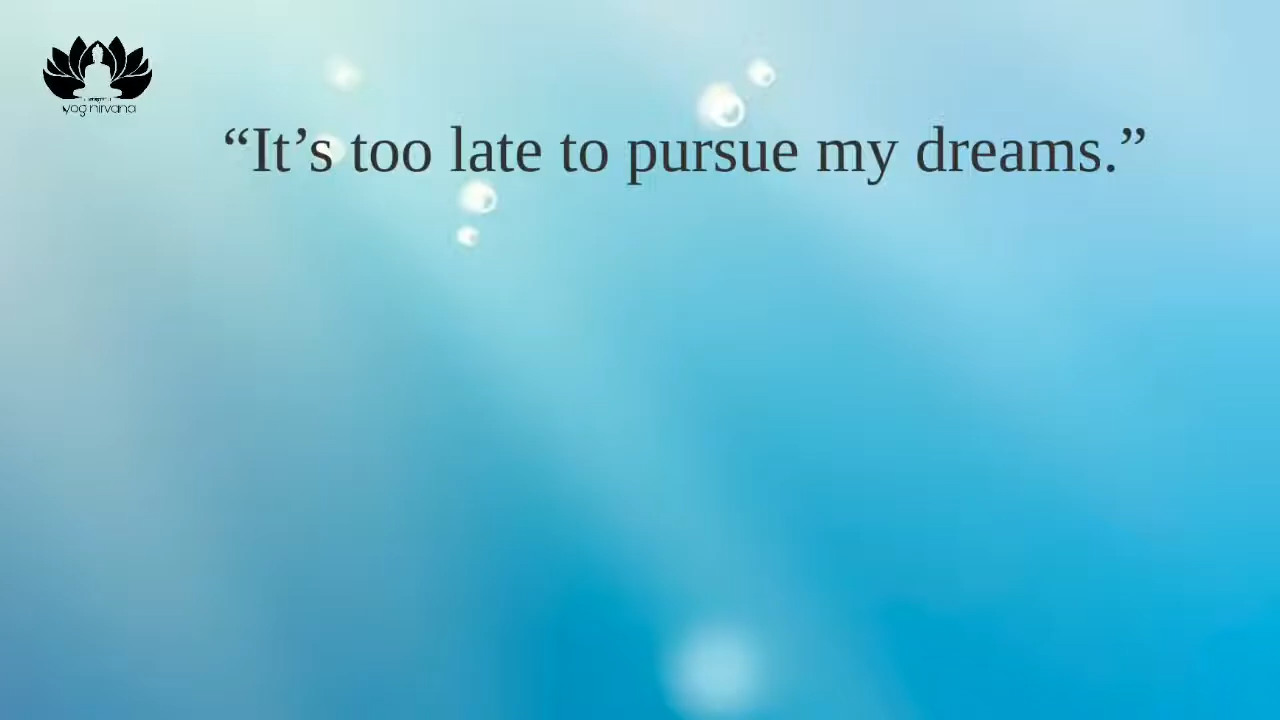 yog nirvana
“It’s too late to pursue my dreams.”